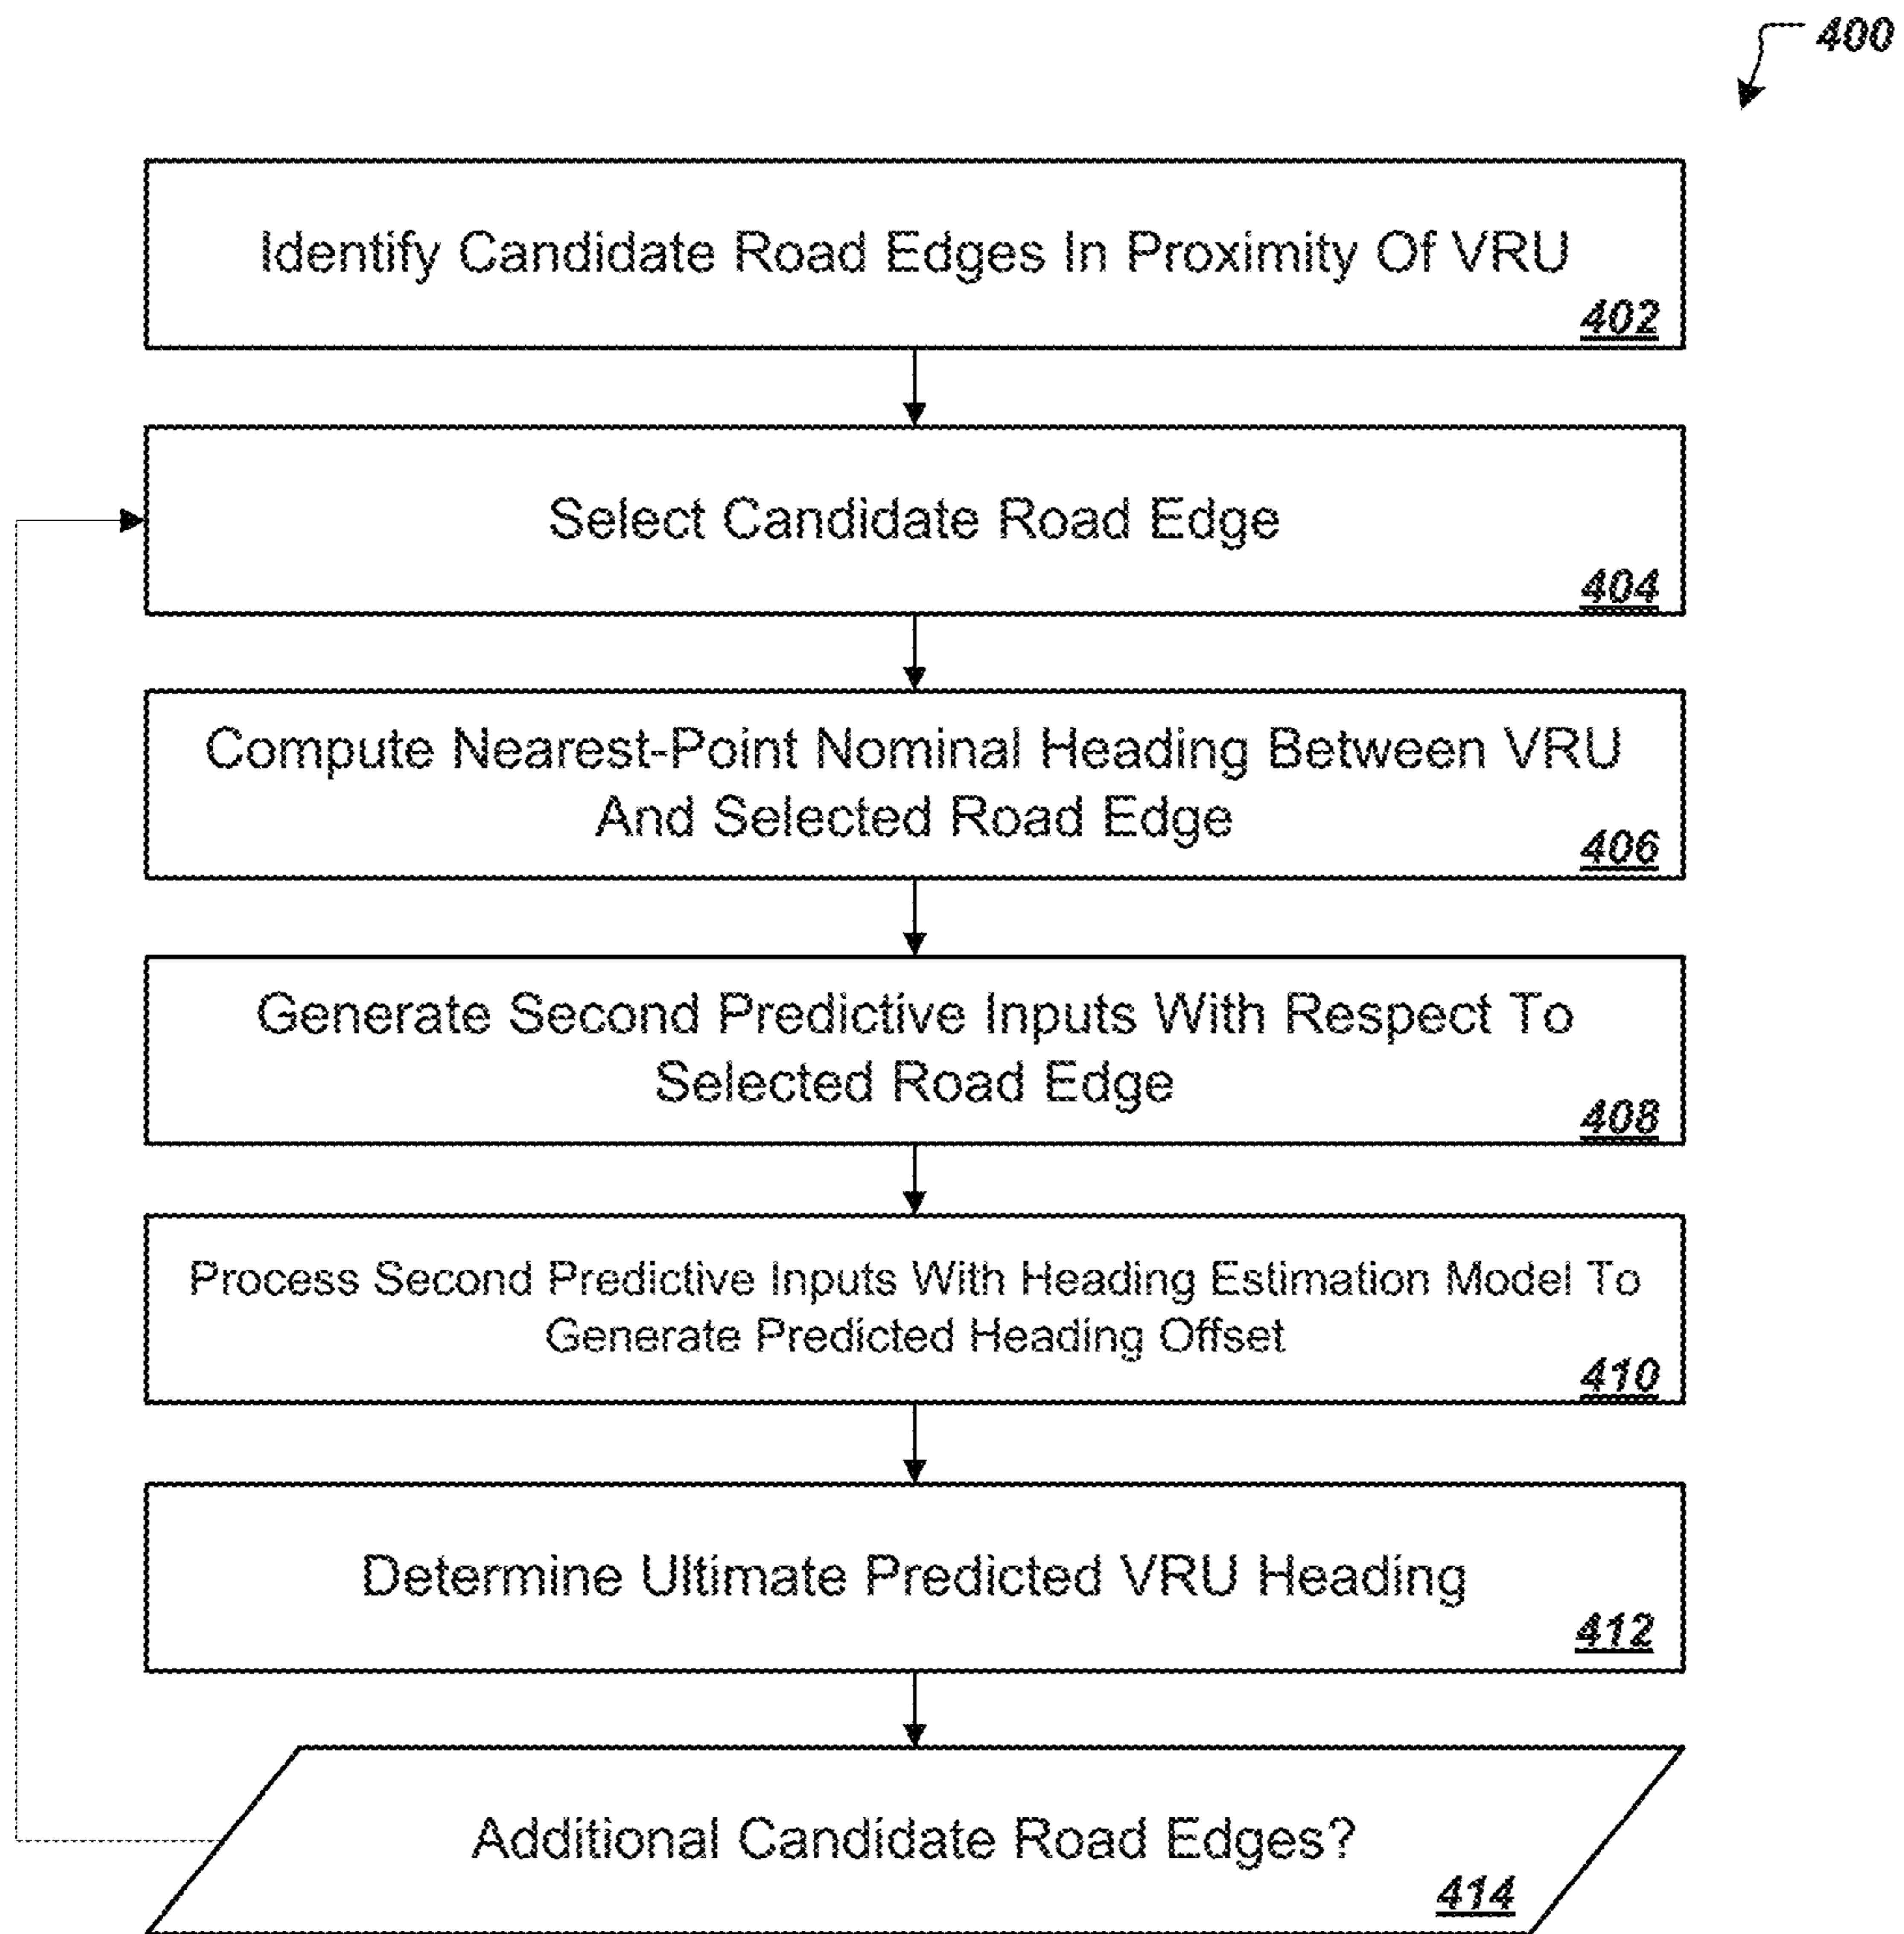 400
Identify Candidate Road Edges In Proximity Of VRU
402
Select Candidate Road Edge
404
Compute Nearest-Point Nominal Heading Between VRU
And Selected Road Edge
406
Generate Second Predictive Inputs With Respect To
Selected Road Edge
408
Process Second Predictive Inputs With Heading Estimation Model To
Generate Predicted Heading Offset
410
Determine Ultimate Predicted VRU Heading
412
Additional Candidate Road Edges?
414